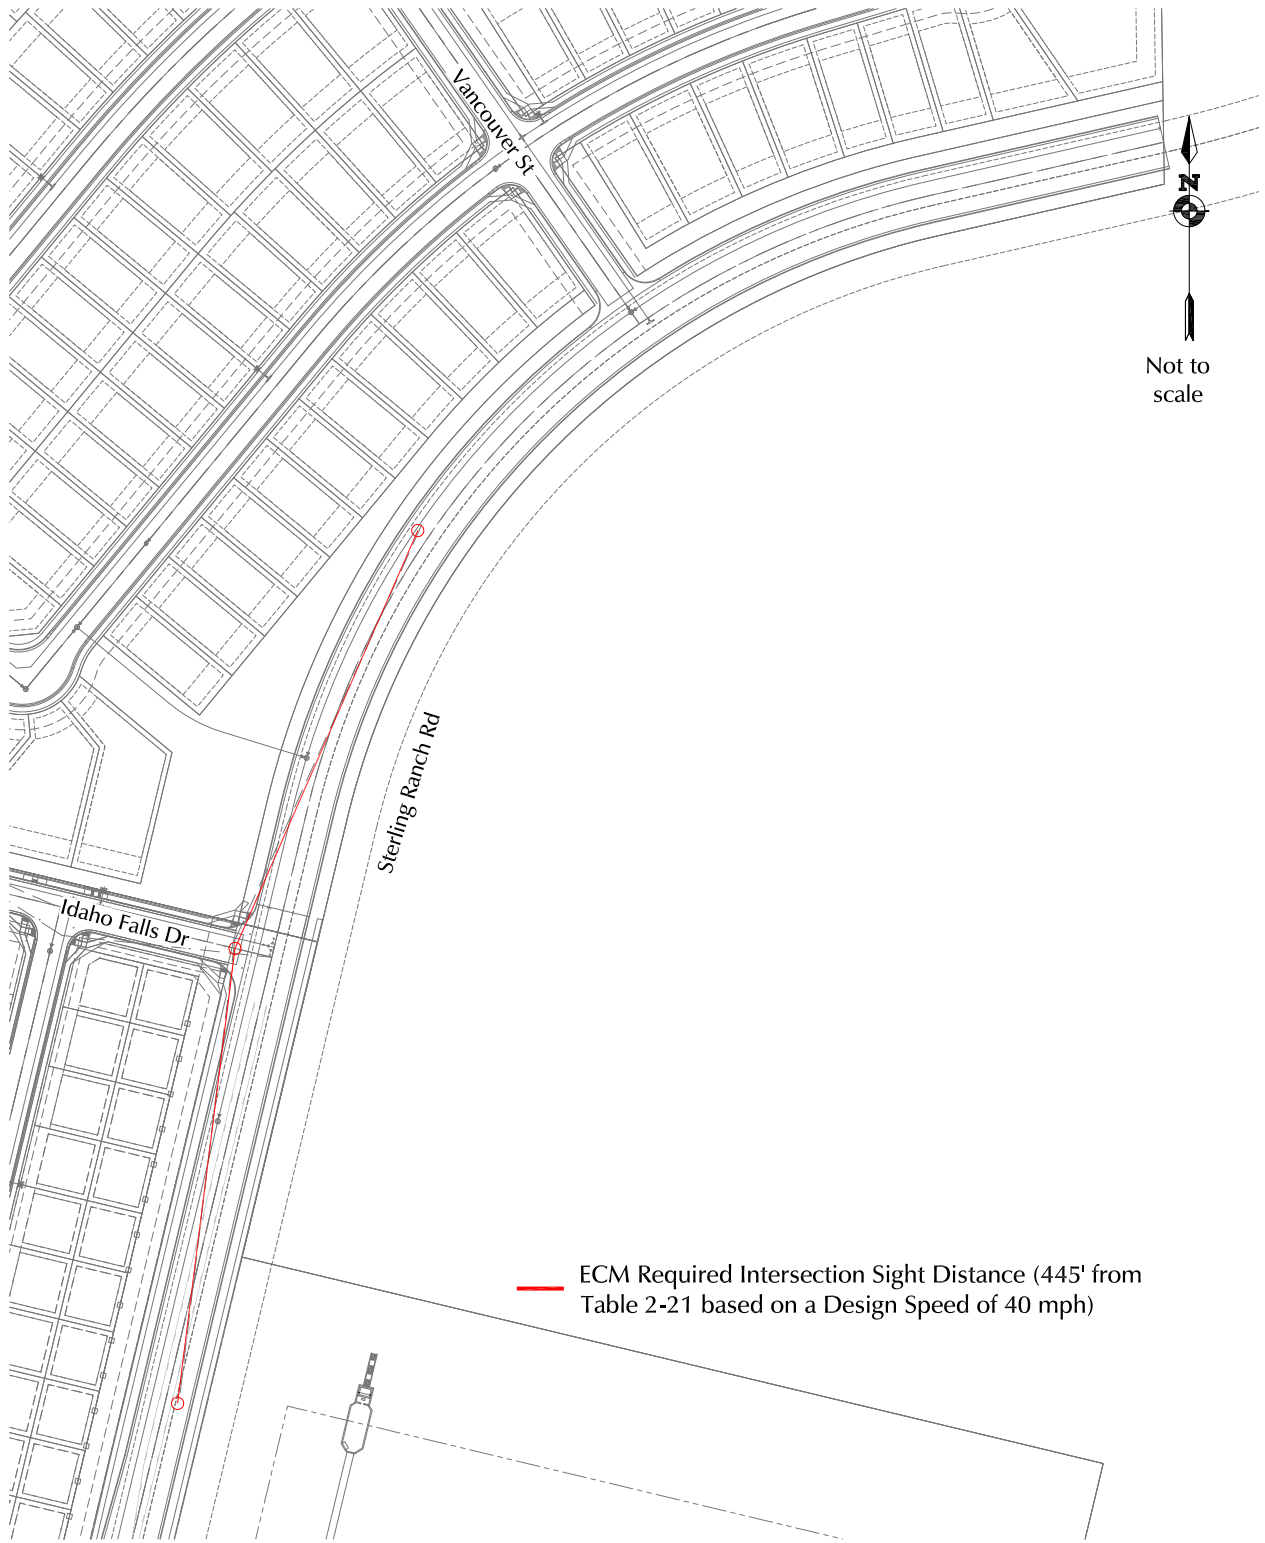 Vancouver St
N
Not to
scale
Sterling Ranch Rd
Idaho Falls Dr
ECM Required Intersection Sight Distance (445' from
Table 2-21 based on a Design Speed of 40 mph)